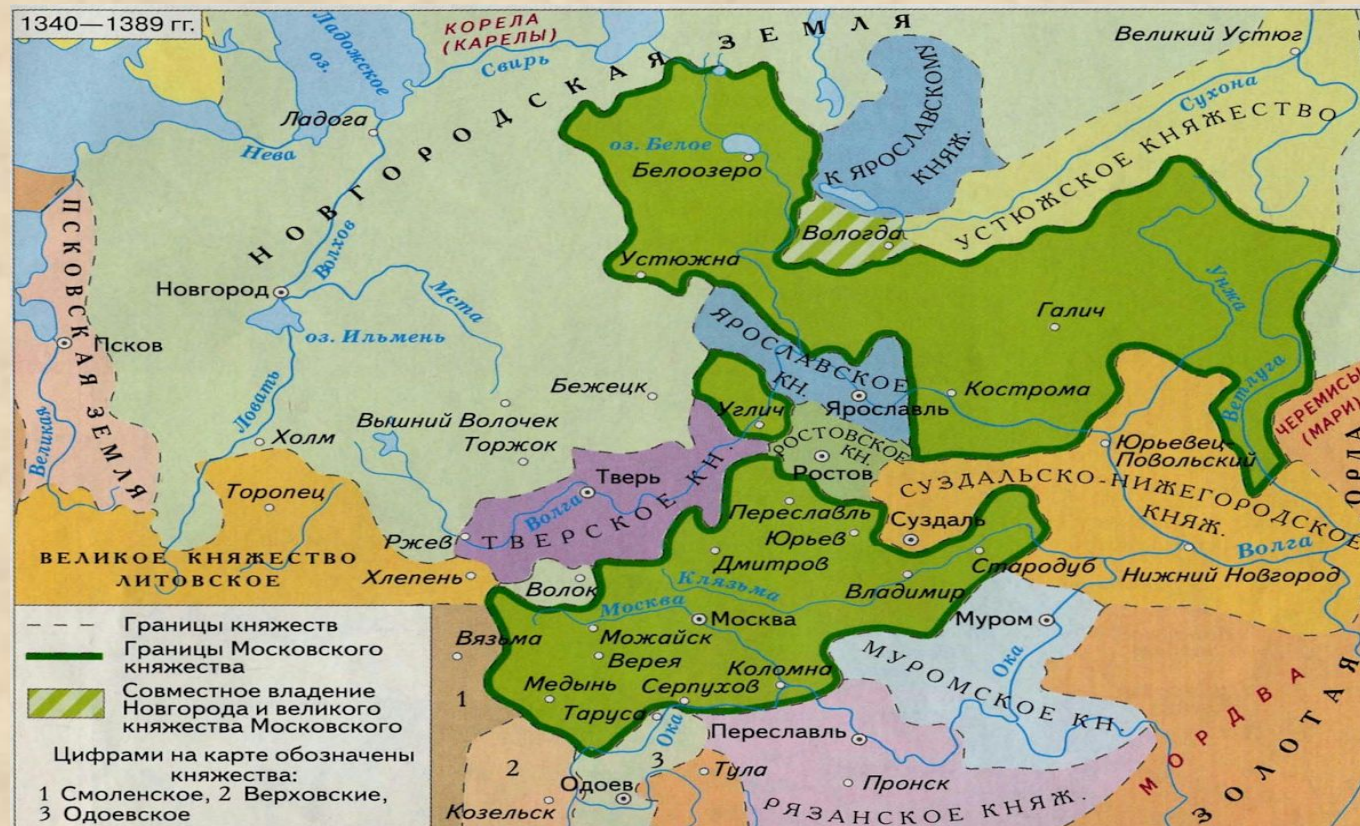 1340—1389 гг.
КОРЕЛА
(КАРЕЛЫ)
Ладожское
оз.
Свирь
НОВГОРОДСКАЯ ЗЕМЛЯ
Великий Устюг
Сухона
УСТЮЖСКОЕ КНЯЖЕСТВО
К ЯРОСЛАВСКОМУ
КНЯЖ.
Ладога
Нева
оз. Белое
Белоозеро
Вологда
Волхов
Устюжна
Новгород
Мста
оз. Ильмень
Унжа
Галич
ПСКОВСКАЯ ЗЕМЛЯ
Псков
ЯРОСЛАВСКОЕ
КН.
Ярославль
Кострома
Ветлуга
ЧЕРЕМИСЫ
(МАРИ)
Бежецк
Углич
Ловать
Великая
Вышний Волочек
Холм
Торжок
РОСТОВСКОЕ
КН.
Ростов
Юрьевец-
Повольский
Тверь
Волга
ТВЕРСКОЕ КН.
СУЗДАЛЬСКО-НИЖЕГОРОДСКОЕ
КНЯЖ.
Торопец
Переславль
Юрьев
Суздаль
Ржев
Дмитров
Волга
ВЕЛИКОЕ КНЯЖЕСТВО
ЛИТОВСКОЕ
Хлепень
Волок
Клязьма
Владимир
Стародуб
Нижний Новгород
Москва
Москва
Муром
Вязьма
Можайск
Верея
Коломна
МУРОМСКОЕ КН.
Ока
Медынь
Серпухов
Таруса
Ока
Переславль
МОРДВА
ЗОЛОТАЯ ОРДА
1
2
3
Одоев
Тула
Пронск
Козельск
РЯЗАНСКОЕ КНЯЖ.
Границы княжеств
Границы Московского
княжества
Совместное владение
Новгорода и великого
княжества Московского
Цифрами на карте обозначены
княжества:
1 Смоленское, 2 Верховские,
3 Одоевское